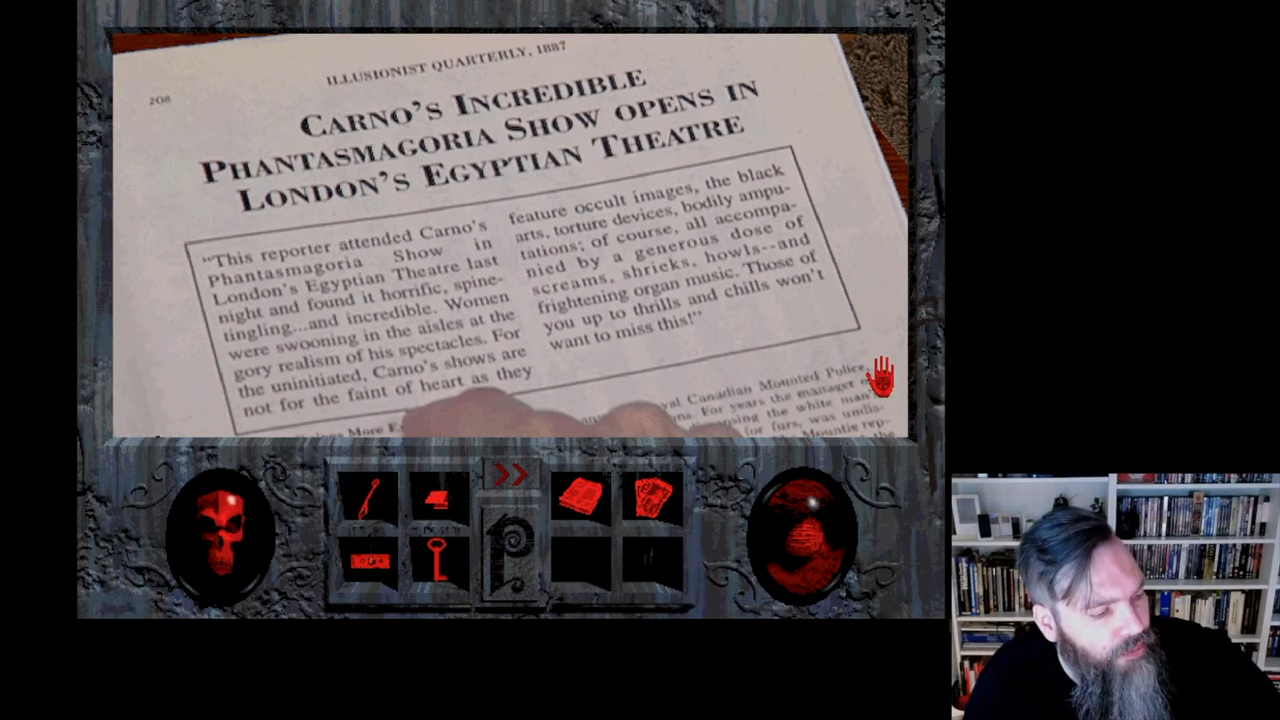 ILLUSIONIST QUARTERLY, 1887
208
CARNO'S INCREDIBLE
PHANTASMAGORIA SHOW OPENS IN
LONDON'S EGYPTIAN THEATRE
"This reporter attended Carno's
Phantasmagoria Show in
London's Egyptian Theatre last
night and found it horrific, spine-
tingling...and incredible. Women
were swooning in the aisles at the
gory realism of his spectacles. For
the uninitiated, Carno's shows are
not for the faint of heart as they
feature occult images, the black
arts, torture devices, bodily ampu-
tations; of course, all accompa-
nied by a generous dose of
screams, shrieks, howls--and
frightening organ music. Those of
you up to thrills and chills won't
want to miss this!"
More
Canadian Mounted Police,
For years the manager
the white man
for furs, was
Mountie rep-
the